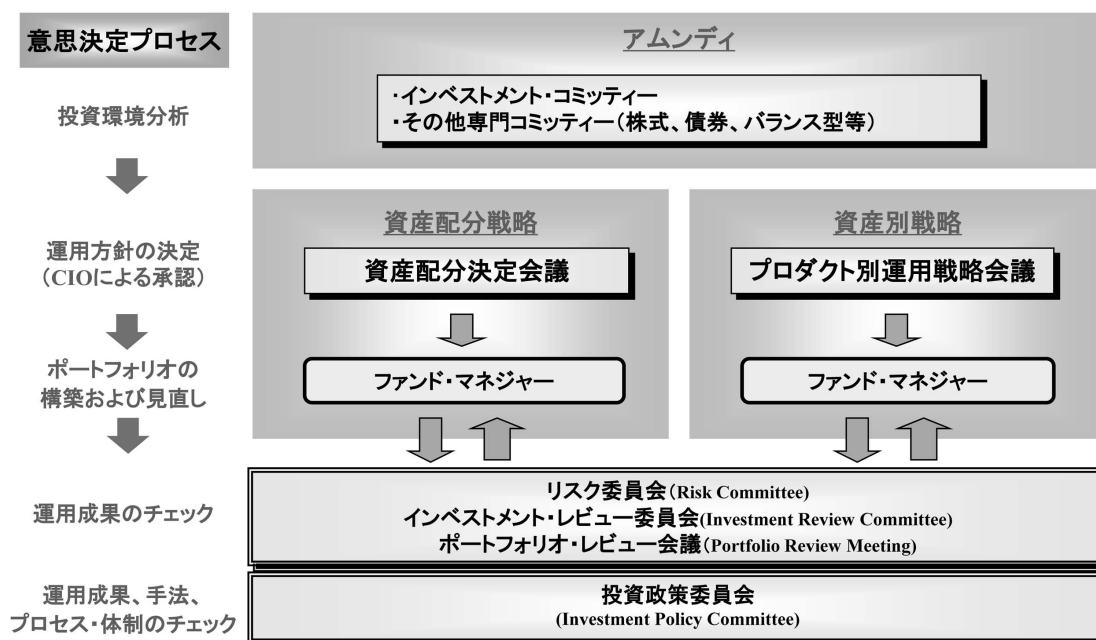 意思決定プロセス
アムンディ
投資環境分析
・インベストメント・コミッティー
・その他専門コミッティー（株式、債券、バランス型等）
運用方針の決定
（CIOによる承認）
資産配分戦略
資産配分決定会議
資産別戦略
プロダクト別運用戦略会議
ポートフォリオの
構築および見直し
ファンド・マネジャー
ファンド・マネジャー
運用成果のチェック
リスク委員会（Risk Committee）
インベストメント・レビュー委員会(Investment Review Committee)
ポートフォリオ・レビュー会議(Portfolio Review Meeting)
運用成果、手法、
プロセス・体制のチェック
投資政策委員会
(Investment Policy Committee)